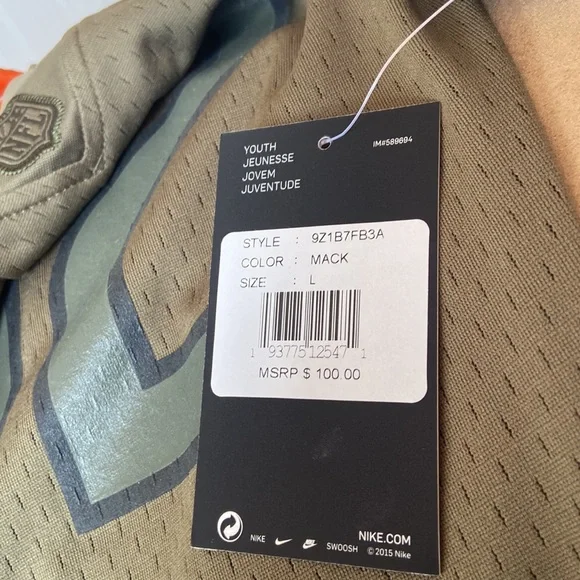 NFL
YOUTH
JEUNESSE
JOVEM
JUVENTUDE
IM#589694
STYLE : 9Z1B7FB3A
COLOR : MACK
SIZE : L
1 93775 12547 1
MSRP $ 100.00
NIKE
SWOOSH
NIKE.COM
© 2015 Nike